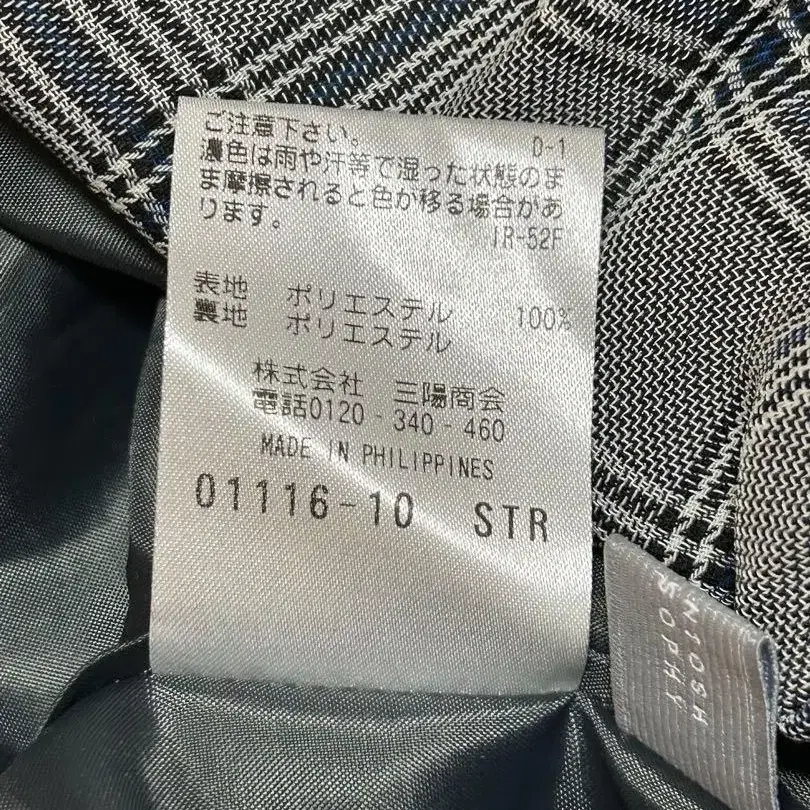 ご注意下さい。 D-1
濃色は雨や汗等で湿った状態のま
ま摩擦されると色が移る場合があ
ります。 IR-52F
表地 ポリエステル 100%
裏地 ポリエステル
株式会社 三陽商会
電話0120-340-460
MADE IN PHILIPPINES
01116-10 STR
NTOSH
SOPHY